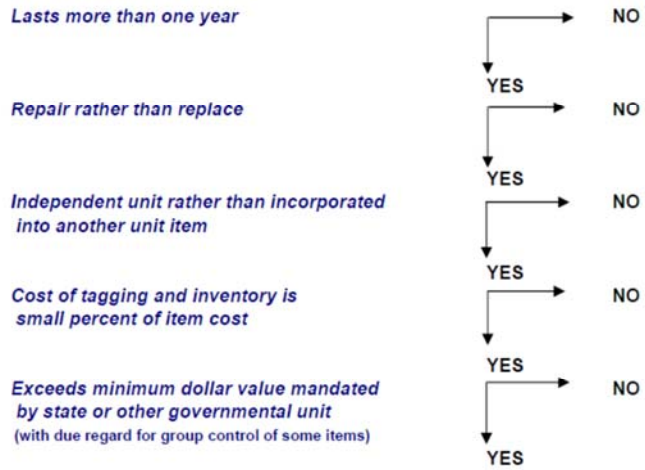 Lasts more than one year NO
YES
Repair rather than replace NO
YES
Independent unit rather than incorporated NO
into another unit item
YES
Cost of tagging and inventory is NO
small percent of item cost
YES
Exceeds minimum dollar value mandated NO
by state or other governmental unit
(with due regard for group control of some items)
YES